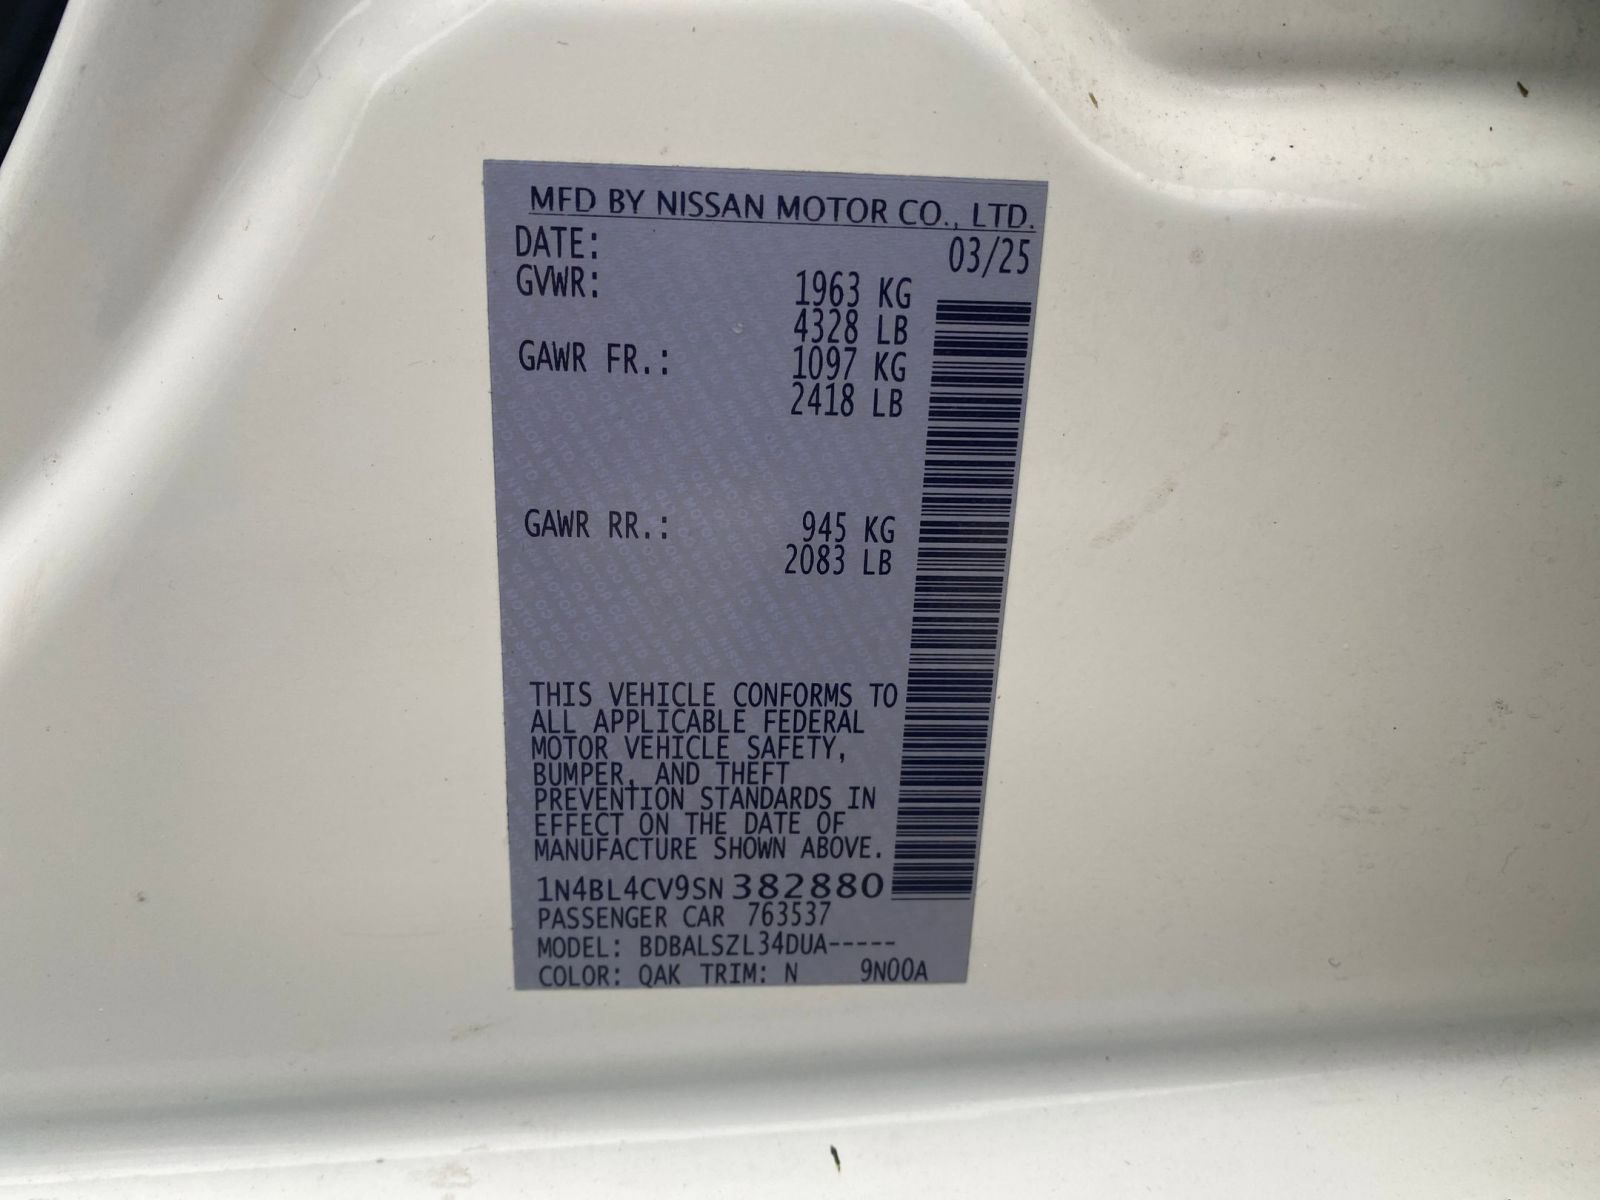 MFD BY NISSAN MOTOR CO., LTD.
DATE: 03/25
GVWR: 1963 KG
4328 LB
GAWR FR.: 1097 KG
2418 LB
GAWR RR.: 945 KG
2083 LB
THIS VEHICLE CONFORMS TO
ALL APPLICABLE FEDERAL
MOTOR VEHICLE SAFETY,
BUMPER, AND THEFT
PREVENTION STANDARDS IN
EFFECT ON THE DATE OF
MANUFACTURE SHOWN ABOVE.
1N4BL4CV9SN382880
PASSENGER CAR 763537
MODEL: BDBALSZL34DUA-----
COLOR: QAK TRIM: N 9N00A